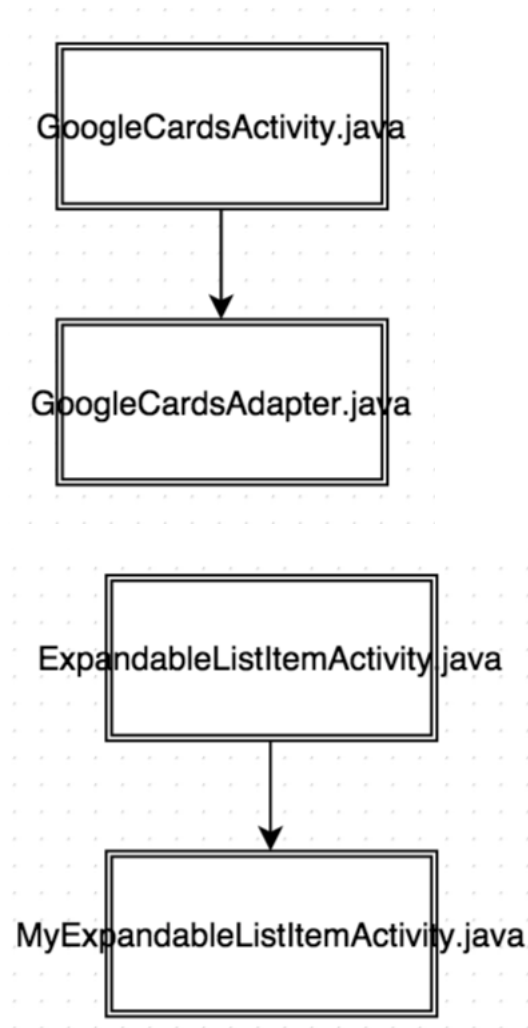 GoogleCardsActivity.java
GoogleCardsAdapter.java
ExpandableListItemActivity.java
MyExpandableListItemActivity.java